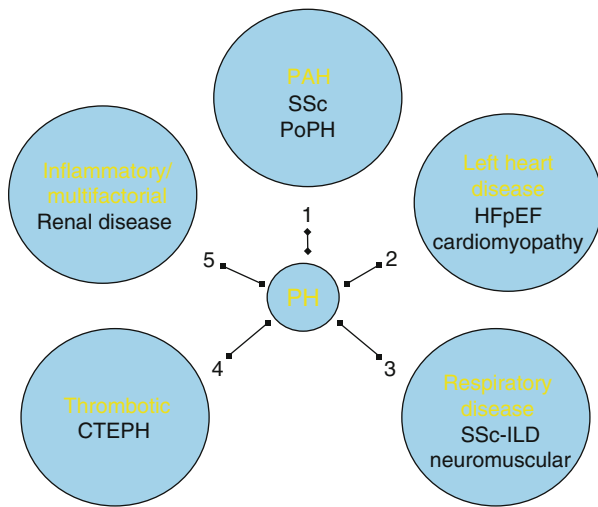 PAH
SSc
PoPH
Inflammatory/
multifactorial
Renal disease
Left heart
disease
HFpEF
cardiomyopathy
1
5
2
PH
4
3
Thrombotic
CTEPH
Respiratory
disease
SSc-ILD
neuromuscular